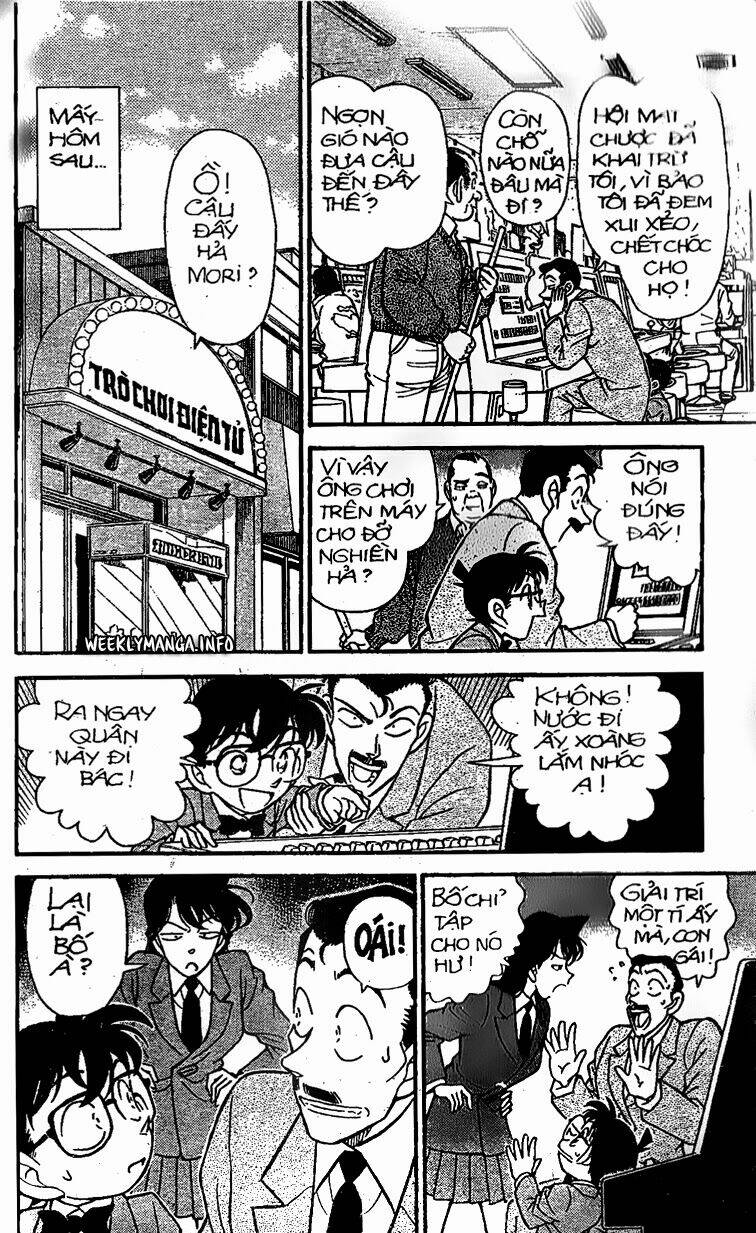 MẤY
HÔM
SAU...
Ồ!
CẬU
ĐẤY
HẢ
MORI?
TRÒ CHƠI ĐIỆN TỬ
WEEKLYMANGA.INFO
NGỌN
GIÓ NÀO
ĐƯA CẬU
ĐẾN ĐÂY
THẾ?
CÒN
CHỖ
NÀO NỮA
ĐÂU MÀ
ĐI?
HỘI MẠT
CHƯỢC ĐÃ
KHAI TRỪ
TÔI, VÌ BẢO
TÔI ĐÃ ĐEM
XUI XẺO,
CHẾT CHÓC
CHO
HỌ!
VÌ VẬY
ÔNG CHƠI
TRÊN MÁY
CHO ĐỠ
NGHIỀN
HẢ?
ÔNG
NÓI
ĐÚNG
ĐẤY!
RA NGAY
QUÂN
NÀY ĐI
BÁC!
KHÔNG!
NƯỚC ĐI
ẤY XOÀNG
LẮM NHÓC
Ạ!
LẠI
LÀ
BỐ
À?
OÁI!
BỐ CHỈ
TẬP
CHO NÓ
HƯ!
GIẢI TRÍ
MỘT TÍ ẤY
MÀ, CON
GÁI!